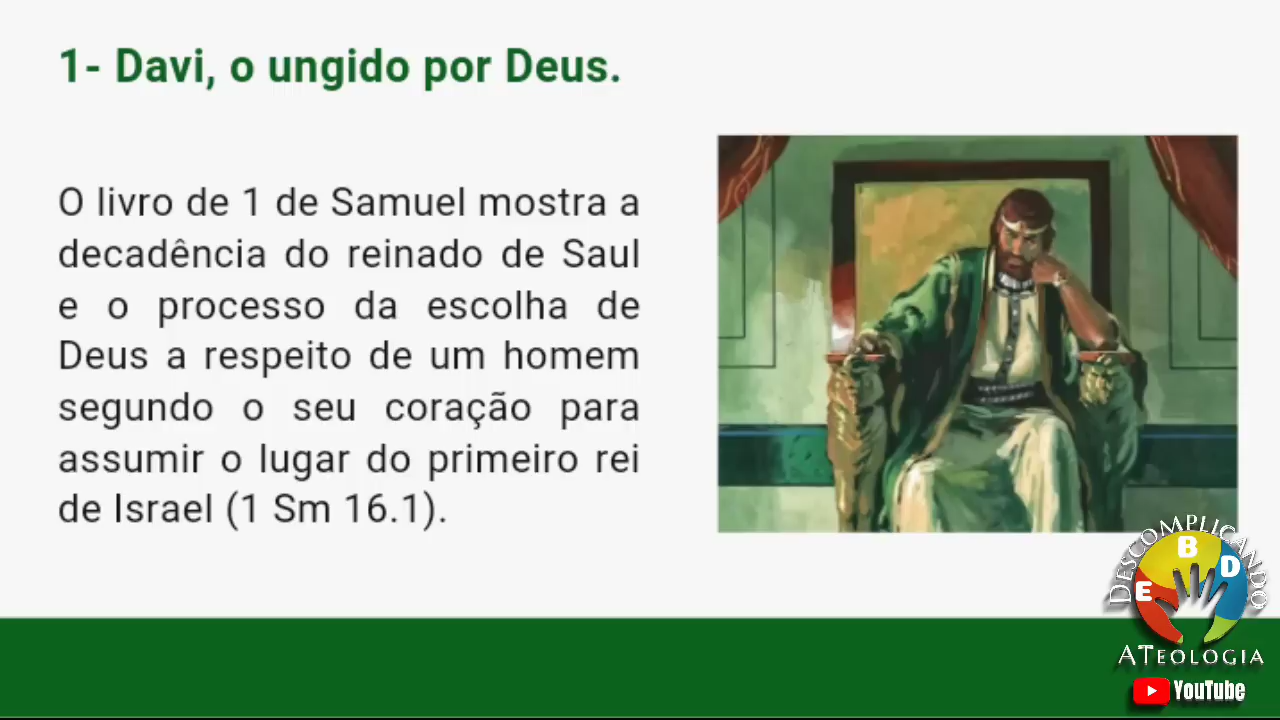 1- Davi, o ungido por Deus.
O livro de 1 de Samuel mostra a
decadência do reinado de Saul
e o processo da escolha de
Deus a respeito de um homem
segundo o seu coração para
assumir o lugar do primeiro rei
de Israel (1 Sm 16.1).
DESCOMPLICANDO
E B D
ATEOLOGIA
YouTube